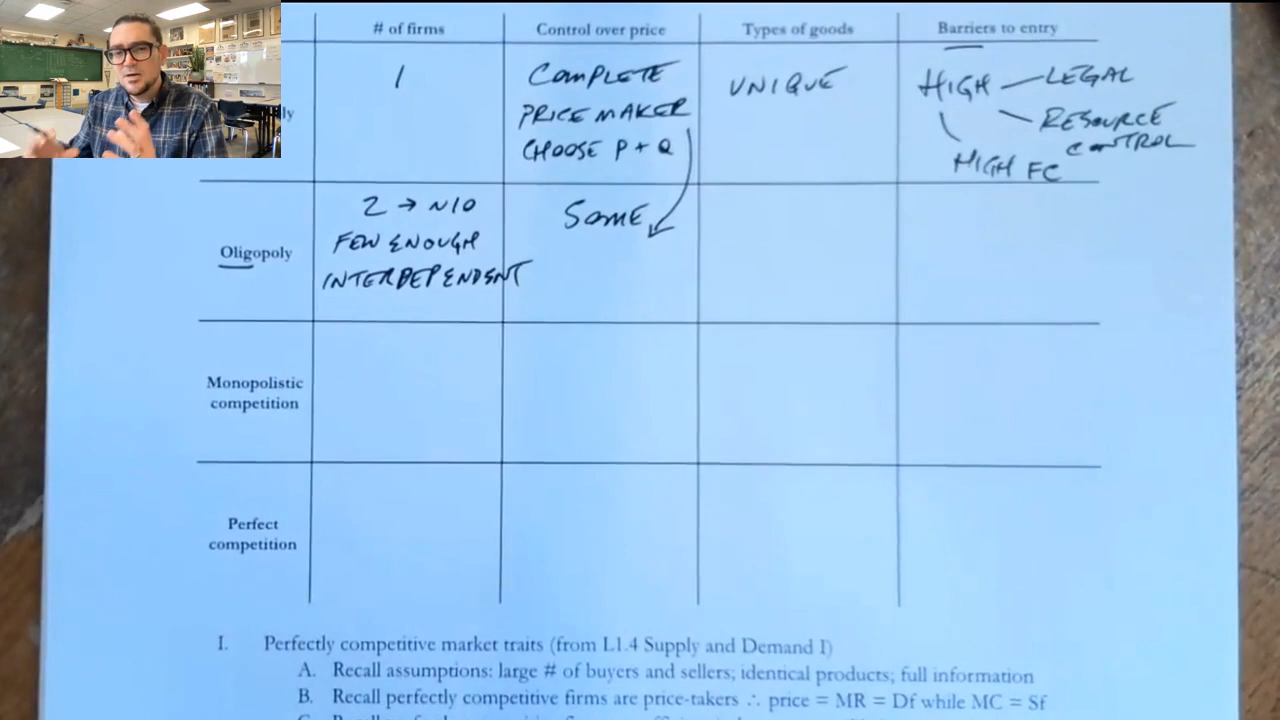 # of firms Control over price Types of goods Barriers to entry
ly 1 COMPLETE UNIQUE HIGH LEGAL
PRICE MAKER RESOURCE
CHOOSE P + Q CONTROL
HIGH FC
Oligopoly 2 → ~10 SOME
FEW ENOUGH
INTERDEPENDENT
Monopolistic
competition
Perfect
competition
I. Perfectly competitive market traits (from L1.4 Supply and Demand I)
A. Recall assumptions: large # of buyers and sellers; identical products; full information
B. Recall perfectly competitive firms are price-takers ∴ price = MR = Df while MC = Sf